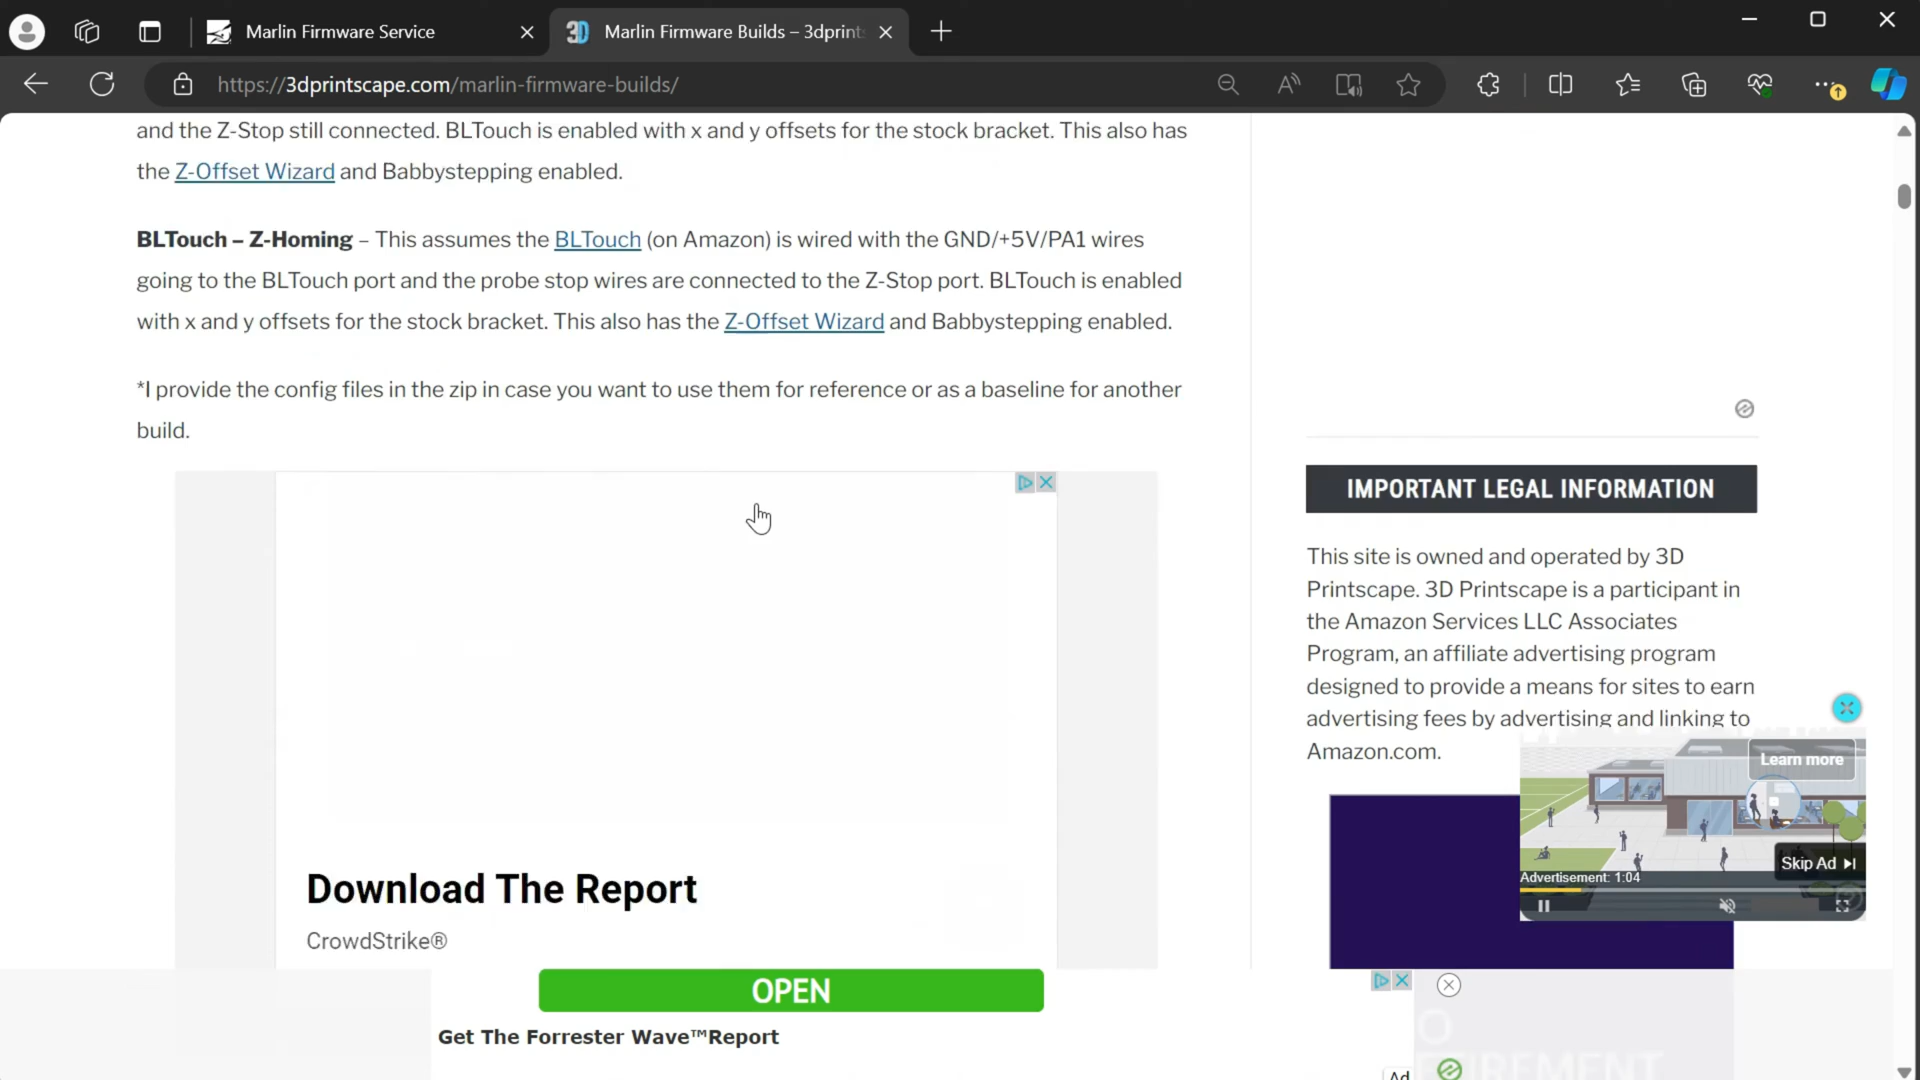 Marlin Firmware Service
Marlin Firmware Builds – 3dprints
https://3dprintscape.com/marlin-firmware-builds/
and the Z-Stop still connected. BLTouch is enabled with x and y offsets for the stock bracket. This also has
the Z-Offset Wizard and Babbystepping enabled.
BLTouch – Z-Homing – This assumes the BLTouch (on Amazon) is wired with the GND/+5V/PA1 wires
going to the BLTouch port and the probe stop wires are connected to the Z-Stop port. BLTouch is enabled
with x and y offsets for the stock bracket. This also has the Z-Offset Wizard and Babbystepping enabled.
*I provide the config files in the zip in case you want to use them for reference or as a baseline for another
build.
Download The Report
CrowdStrike®
OPEN
Get The Forrester Wave™Report
IMPORTANT LEGAL INFORMATION
This site is owned and operated by 3D
Printscape. 3D Printscape is a participant in
the Amazon Services LLC Associates
Program, an affiliate advertising program
designed to provide a means for sites to earn
advertising fees by advertising and linking to
Amazon.com.
Learn more
Skip Ad
Advertisement: 1:04
Ad